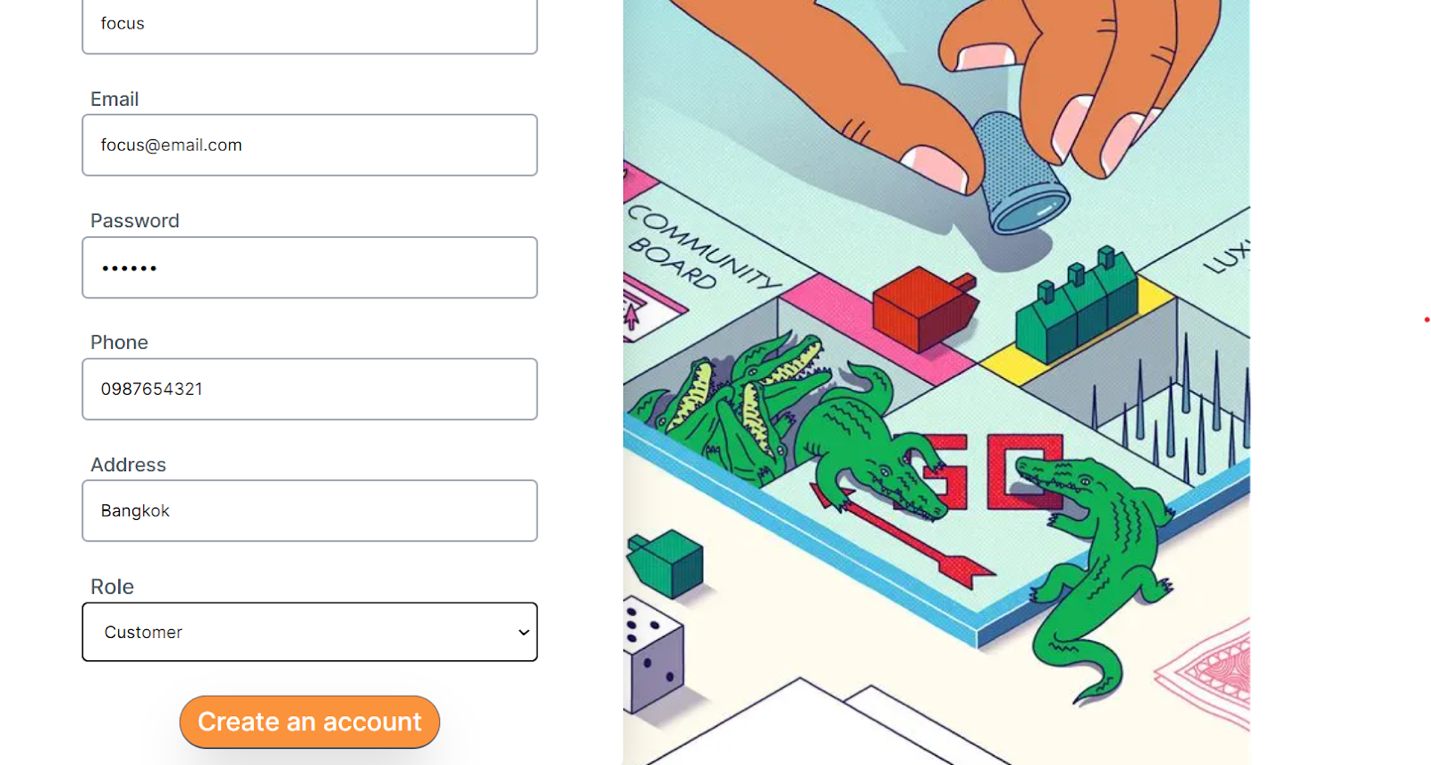 focus
Email
focus@email.com
Password
••••••
Phone
0987654321
Address
Bangkok
Role
Customer
Create an account
COMMUNITY
BOARD
GO